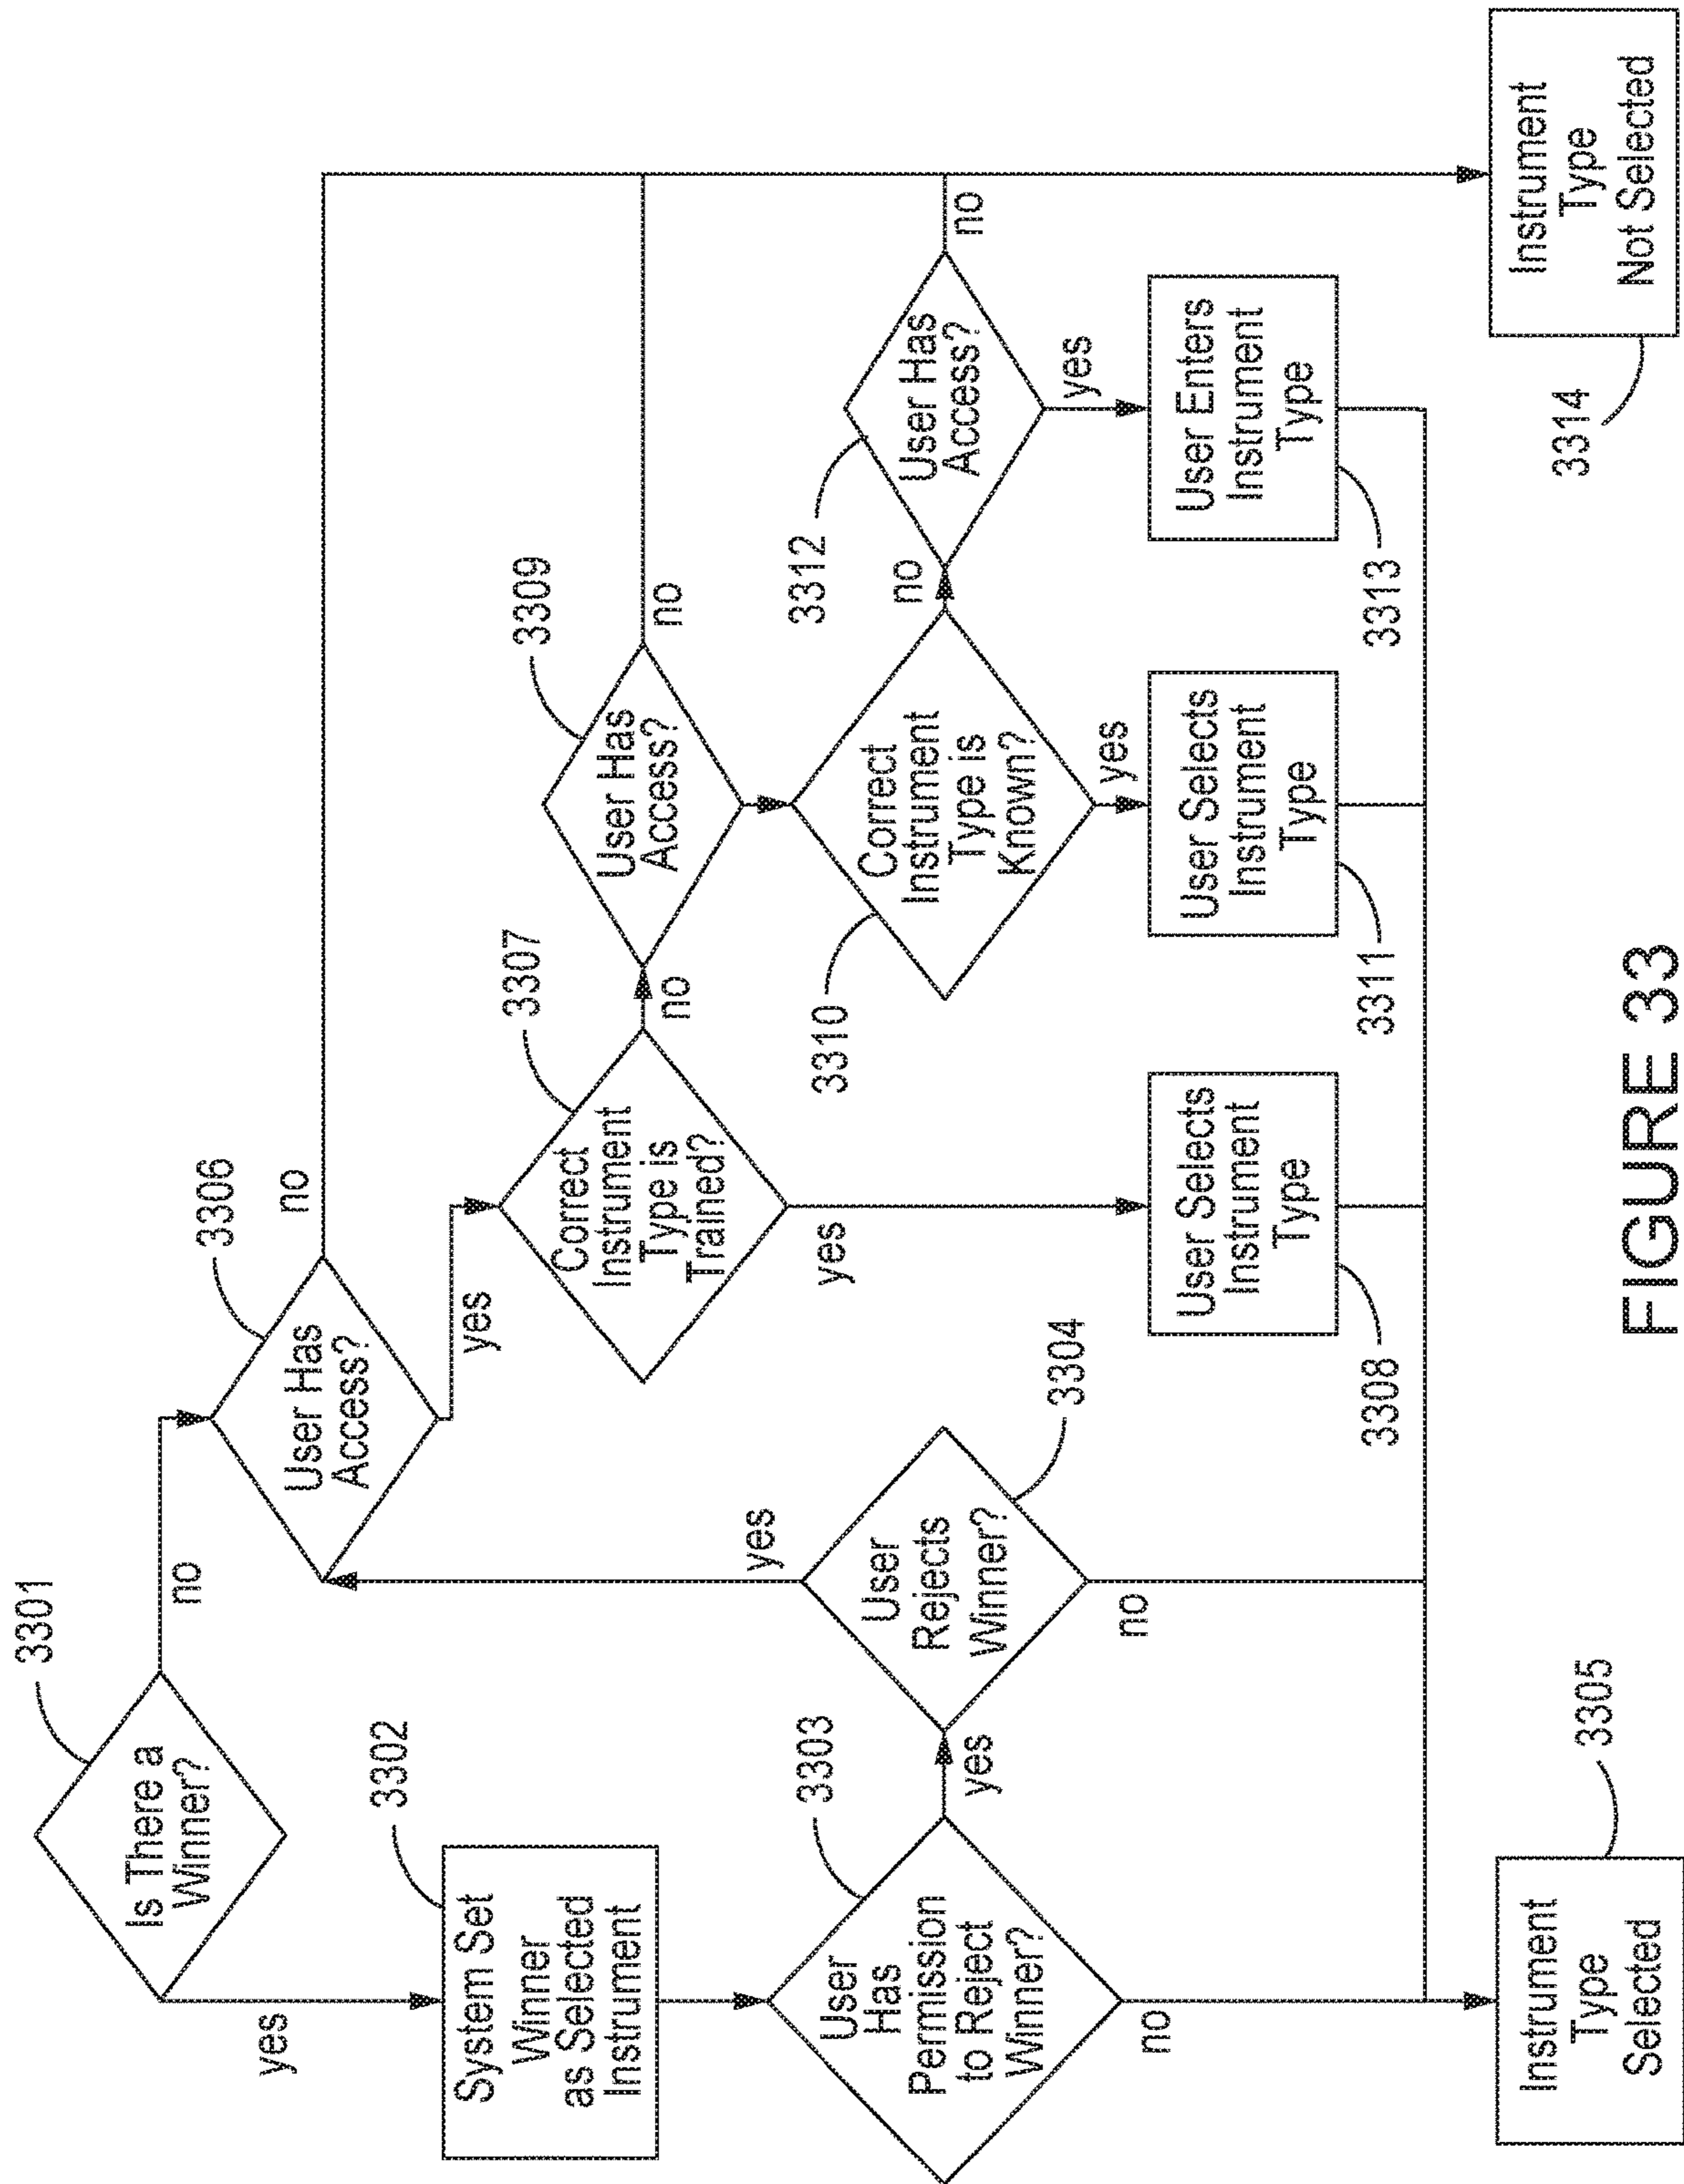 3301
Is There a
Winner?
no
yes
3306
User Has
Access?
no
yes
3302
System Set
Winner
as Selected
Instrument
3307
Correct
Instrument
Type is
Trained?
no
yes
3309
User Has
Access?
no
3303
User
Has
Permission
to Reject
Winner?
yes
no
User
Rejects
Winner?
3304
yes
no
3310
Correct
Instrument
Type is
Known?
no
yes
3312
User Has
Access?
no
yes
User Selects
Instrument
Type
3308
User Selects
Instrument
Type
3311
User Enters
Instrument
Type
3313
Instrument
Type
Selected
3305
Instrument
Type
Not Selected
3314
FIGURE 33